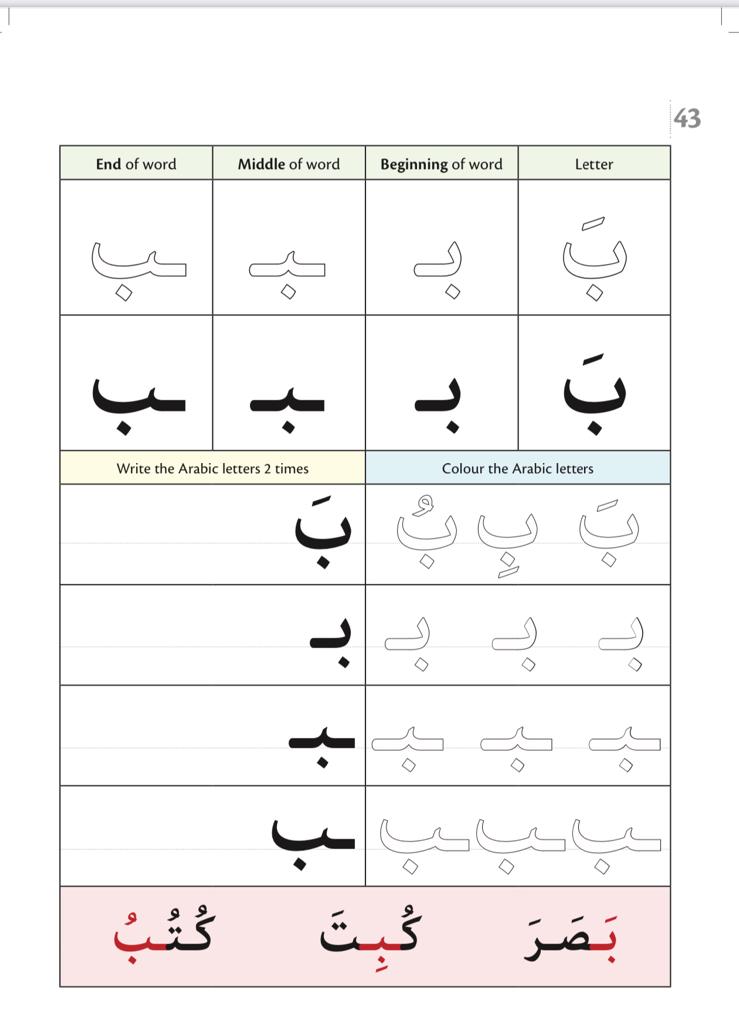 43
End of word Middle of word Beginning of word Letter
بَ بـ ـبـ ـب
بَ بـ ـبـ ـب
Write the Arabic letters 2 times Colour the Arabic letters
بَ بِ بُ بَ
بـ بـ بـ بـ
ـبـ ـبـ ـبـ ـبـ
ـب ـب ـب ـب
بَصَرَ كُبِتَ كُتُبُ